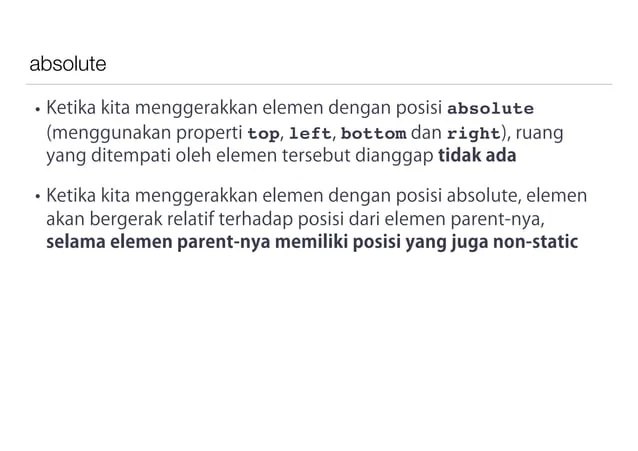 absolute
• Ketika kita menggerakkan elemen dengan posisi absolute
(menggunakan properti top, left, bottom dan right), ruang
yang ditempati oleh elemen tersebut dianggap tidak ada
• Ketika kita menggerakkan elemen dengan posisi absolute, elemen
akan bergerak relatif terhadap posisi dari elemen parent-nya,
selama elemen parent-nya memiliki posisi yang juga non-static